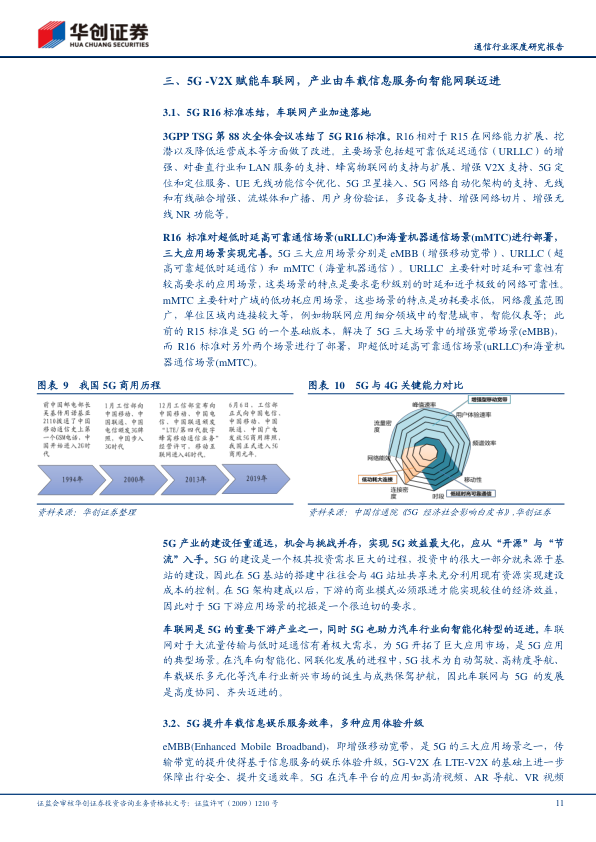 华创证券
HUA CHUANG SECURITIES
通信行业深度研究报告
三、5G -V2X 赋能车联网，产业由车载信息服务向智能网联迈进
3.1、5G R16 标准冻结，车联网产业加速落地
3GPP TSG 第 88 次全体会议冻结了 5G R16 标准。R16 相对于 R15 在网络能力扩展、挖
潜以及降低运营成本等方面做了改进。主要场景包括超可靠低延迟通信（URLLC）的增
强、对垂直行业和 LAN 服务的支持、蜂窝物联网的支持与扩展、增强 V2X 支持、5G 定
位和定位服务、UE 无线功能信令优化、5G 卫星接入、5G 网络自动化架构的支持、无线
和有线融合增强、流媒体和广播，用户身份验证，多设备支持，增强网络切片，增强无
线 NR 功能等。
R16 标准对超低时延高可靠通信场景(uRLLC)和海量机器通信场景(mMTC)进行部署，
三大应用场景实现完善。5G 三大应用场景分别是 eMBB（增强移动宽带）、URLLC（超
高可靠超低时延通信）和 mMTC（海量机器通信）。URLLC 主要针对时延和可靠性有
较高要求的应用场景，这类场景的特点是要求毫秒级别的时延和近乎极致的网络可靠性。
mMTC 主要针对广域的低功耗应用场景，这些场景的特点是功耗要求低，网络覆盖范围
广，单位区域内连接较大等，例如物联网应用细分领域中的智慧城市，智能仪表等；此
前的 R15 标准是 5G 的一个基础版本，解决了 5G 三大场景中的增强宽带场景(eMBB)，
而 R16 标准对另外两个场景进行了部署，即超低时延高可靠通信场景(uRLLC)和海量机
器通信场景(mMTC)。
图表 9 我国 5G 商用历程
前中国邮电部长
吴基传用诺基亚
2110拨通了中国
移动通信史上第
一个GSM电话，中
国开始进入2G时
代
1月工信部向
中国移动、中
国联通、中国
电信颁发3G牌
照，中国步入
3G时代
12月工信部宣布向
中国移动、中国电
信、中国联通颁发
“LTE/第四代数字
蜂窝移动通信业务”
经营许可，移动互
联网进入4G时代。
6月6日，工信部
正式向中国电信、
中国移动、中国
联通、中国广电
发放5G商用牌照，
我国正式进入5G
商用元年。
1994年
2000年
2013年
2019年
资料来源：华创证券整理
图表 10 5G 与 4G 关键能力对比
增强型移动宽带
峰值速率
用户体验速率
流量密
度
频谱效率
网络能效
移动性
低功耗大连接
连接密
度
时延
低延时高可靠通信
资料来源：中国信通院《5G 经济社会影响白皮书》，华创证券
5G 产业的建设任重道远，机会与挑战并存，实现 5G 效益最大化，应从“开源”与“节
流”入手。5G 的建设是一个极其投资需求巨大的过程，投资中的很大一部分就来源于基
站的建设，因此在 5G 基站的搭建中往往会与 4G 站址共享来充分利用现有资源实现建设
成本的控制。在 5G 架构建成以后，下游的商业模式必须跟进才能实现较佳的经济效益，
因此对于 5G 下游应用场景的挖掘是一个很迫切的要求。
车联网是 5G 的重要下游产业之一，同时 5G 也助力汽车行业向智能化转型的迈进。车联
网对于大流量传输与低时延通信有着极大需求，为 5G 开拓了巨大应用市场，是 5G 应用
的典型场景。在汽车向智能化、网联化发展的进程中，5G 技术为自动驾驶、高精度导航、
车载娱乐多元化等汽车行业新兴市场的诞生与成熟保驾护航，因此车联网与 5G 的发展
是高度协同、齐头迈进的。
3.2、5G 提升车载信息娱乐服务效率，多种应用体验升级
eMBB(Enhanced Mobile Broadband)，即增强移动宽带，是 5G 的三大应用场景之一，传
输带宽的提升使得基于信息服务的娱乐体验升级，5G-V2X 在 LTE-V2X 的基础上进一步
保障出行安全、提升交通效率。5G 在汽车平台的应用如高清视频、AR 导航、VR 视频
证监会审核华创证券投资咨询业务资格批文号：证监许可（2009）1210 号
11